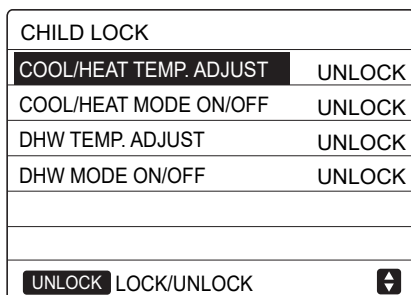 CHILD LOCK
COOL/HEAT TEMP. ADJUST UNLOCK
COOL/HEAT MODE ON/OFF UNLOCK
DHW TEMP. ADJUST UNLOCK
DHW MODE ON/OFF UNLOCK
UNLOCK LOCK/UNLOCK